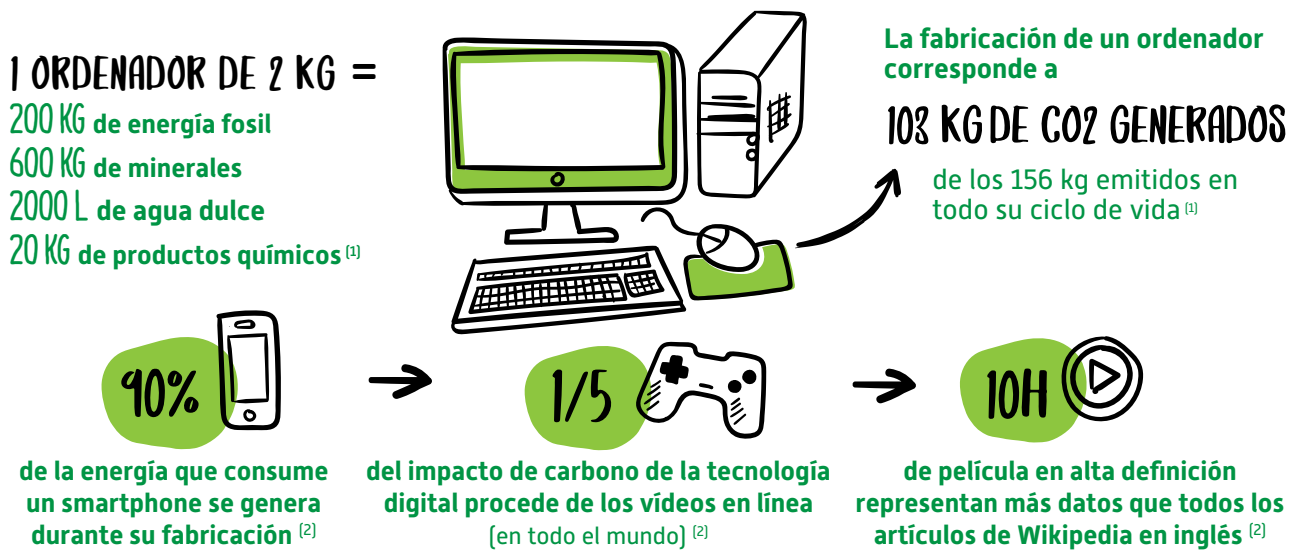 1 ORDENADOR DE 2 KG =
200 KG de energía fosil
600 KG de minerales
2000 L de agua dulce
20 KG de productos químicos (1)
La fabricación de un ordenador
corresponde a
103 KG DE CO2 GENERADOS
de los 156 kg emitidos en
todo su ciclo de vida (1)
90%
de la energía que consume
un smartphone se genera
durante su fabricación (2)
1/5
del impacto de carbono de la tecnología
digital procede de los vídeos en línea
(en todo el mundo) (2)
10H
de película en alta definición
representan más datos que todos los
artículos de Wikipedia en inglés (2)